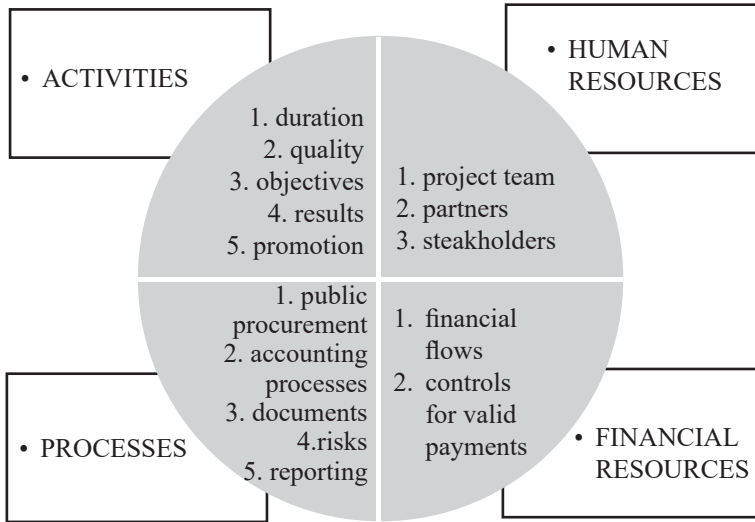 • ACTIVITIES
1. duration
2. quality
3. objectives
4. results
5. promotion
• HUMAN
RESOURCES
1. project team
2. partners
3. steakholders
1. public
procurement
2. accounting
processes
3. documents
4.risks
5. reporting
• PROCESSES
1. financial
flows
2. controls
for valid
payments
• FINANCIAL
RESOURCES